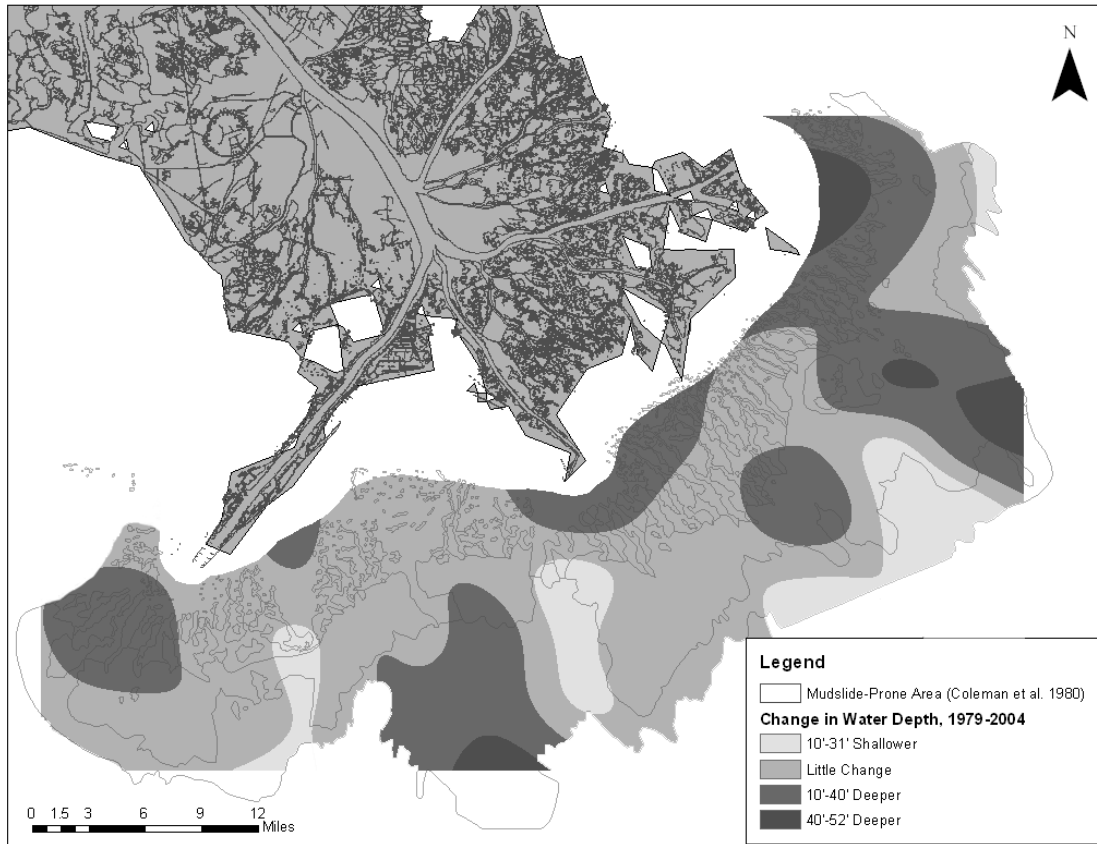 N
Legend
Mudslide-Prone Area (Coleman et al. 1980)
Change in Water Depth, 1979-2004
10'-31' Shallower
Little Change
10'-40' Deeper
40'-52' Deeper
0 1.5 3 6 9 12
Miles